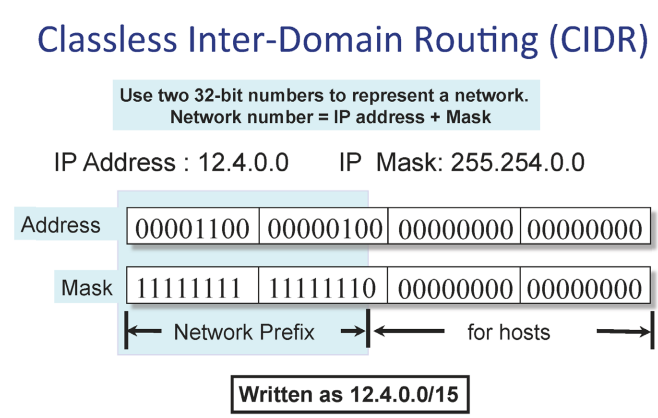 Classless Inter-Domain Routing (CIDR)
Use two 32-bit numbers to represent a network.
Network number = IP address + Mask
IP Address : 12.4.0.0 IP Mask: 255.254.0.0
Address 00001100 00000100 00000000 00000000
Mask 11111111 11111110 00000000 00000000
Network Prefix for hosts
Written as 12.4.0.0/15